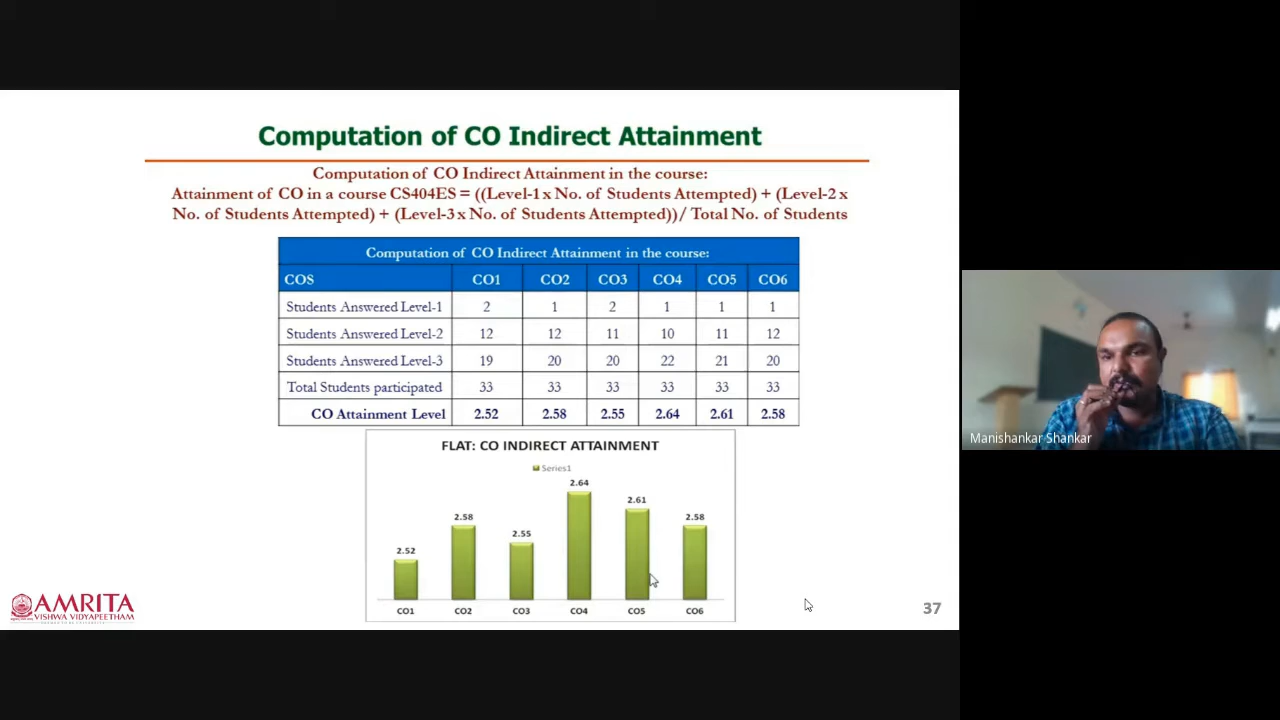 Computation of CO Indirect Attainment
Computation of CO Indirect Attainment in the course:
Attainment of CO in a course CS404ES = ((Level-1 x No. of Students Attempted) + (Level-2 x
No. of Students Attempted) + (Level-3 x No. of Students Attempted))/ Total No. of Students
Computation of CO Indirect Attainment in the course:
COS CO1 CO2 CO3 CO4 CO5 CO6
Students Answered Level-1 2 1 2 1 1 1
Students Answered Level-2 12 12 11 10 11 12
Students Answered Level-3 19 20 20 22 21 20
Total Students participated 33 33 33 33 33 33
CO Attainment Level 2.52 2.58 2.55 2.64 2.61 2.58
FLAT: CO INDIRECT ATTAINMENT
Series1
2.52 2.58 2.55 2.64 2.61 2.58
CO1 CO2 CO3 CO4 CO5 CO6
AMRITA
VISHWA VIDYAPEETHAM
37
Manishankar Shankar